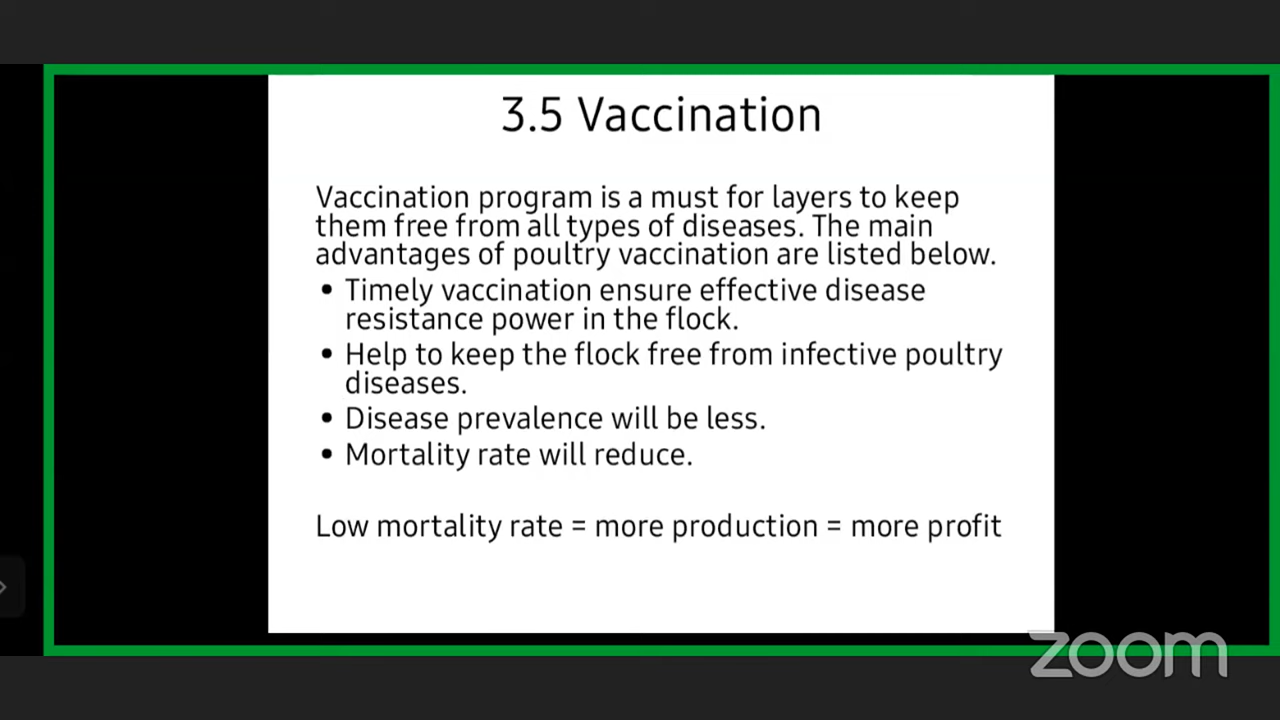 3.5 Vaccination
Vaccination program is a must for layers to keep
them free from all types of diseases. The main
advantages of poultry vaccination are listed below.
• Timely vaccination ensure effective disease
resistance power in the flock.
• Help to keep the flock free from infective poultry
diseases.
• Disease prevalence will be less.
• Mortality rate will reduce.
Low mortality rate = more production = more profit
zoom